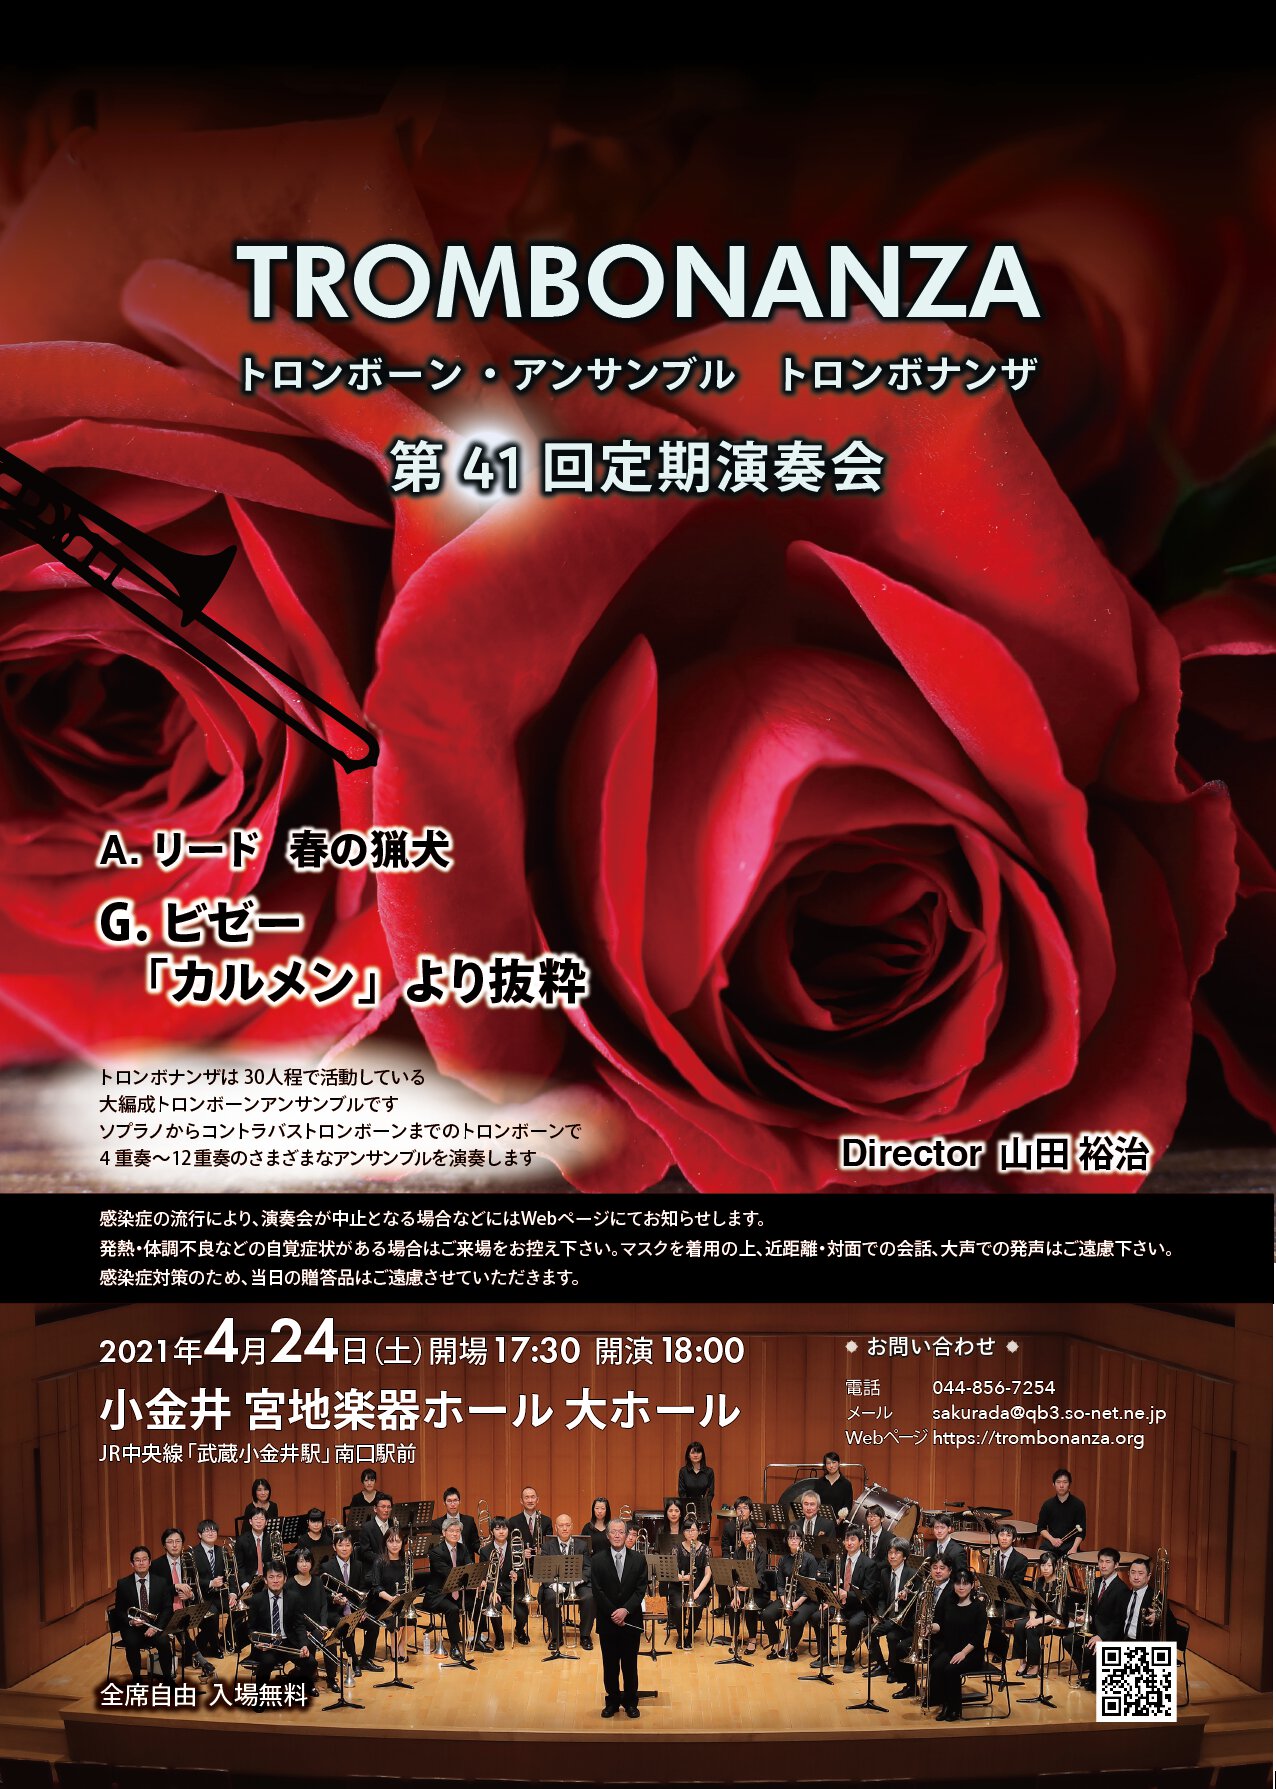 TROMBONANZA
トロンボーン・アンサンブル　トロンボナンザ
第 41 回定期演奏会
A. リード 春の猟犬
G. ビゼー
「カルメン」より抜粋
トロンボナンザは 30人程で活動している
大編成トロンボーンアンサンブルです
ソプラノからコントラバストロンボーンまでのトロンボーンで
4 重奏～12重奏のさまざまなアンサンブルを演奏します
Director 山田 裕治
感染症の流行により、演奏会が中止となる場合などにはWebページにてお知らせします。
発熱・体調不良などの自覚症状がある場合はご来場をお控え下さい。マスクを着用の上、近距離・対面での会話、大声での発声はご遠慮下さい。
感染症対策のため、当日の贈答品はご遠慮させていただきます。
2021年4月24日（土）開場 17:30 開演 18:00
小金井 宮地楽器ホール 大ホール
JR中央線「武蔵小金井駅」南口駅前
お問い合わせ
電話 044-856-7254
メール sakurada@qb3.so-net.ne.jp
Webページ https://trombonanza.org
全席自由 入場無料